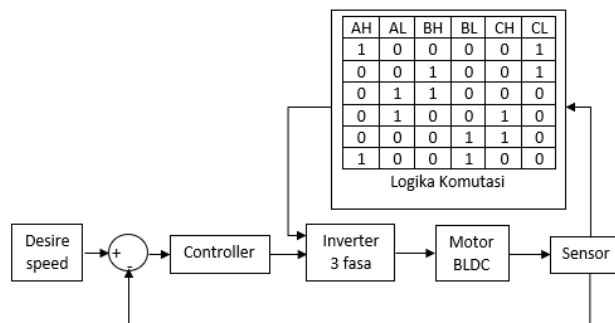 AH AL BH BL CH CL
1 0 0 0 0 1
0 0 1 0 0 1
0 1 1 0 0 0
0 1 0 0 1 0
0 0 0 1 1 0
1 0 0 1 0 0
Logika Komutasi
Desire
speed
+
-
Controller
Inverter
3 fasa
Motor
BLDC
Sensor